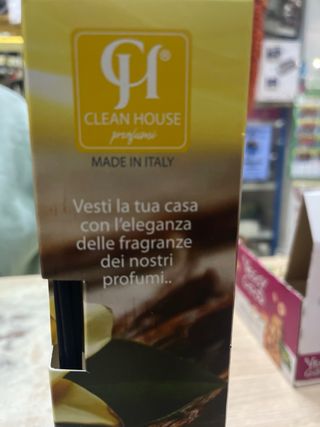 CH
®
CLEAN HOUSE
profumi
MADE IN ITALY
Vesti la tua casa
con l'eleganza
delle fragranze
dei nostri
profumi..